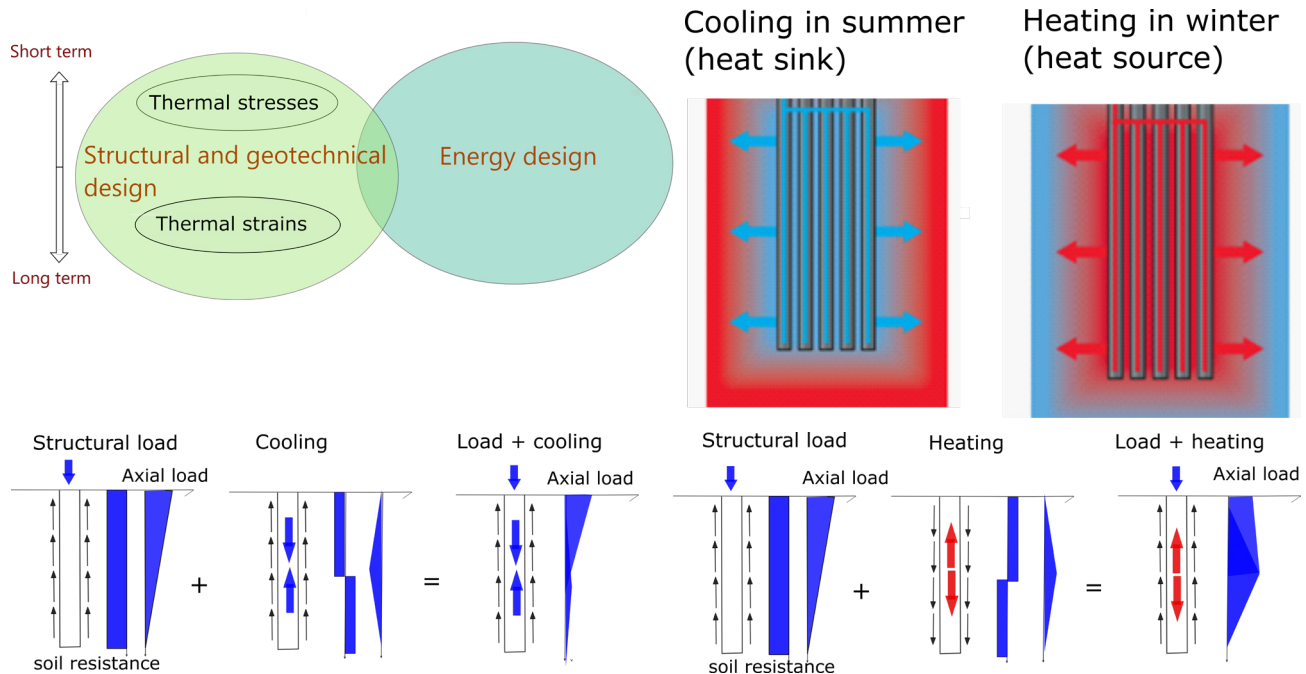 Short term
Thermal stresses
Structural and geotechnical
design
Thermal strains
Long term
Energy design
Cooling in summer
(heat sink)
Heating in winter
(heat source)
Structural load
Axial load
soil resistance
+
Cooling
=
Load + cooling
Axial load
Structural load
Axial load
soil resistance
+
Heating
=
Load + heating
Axial load